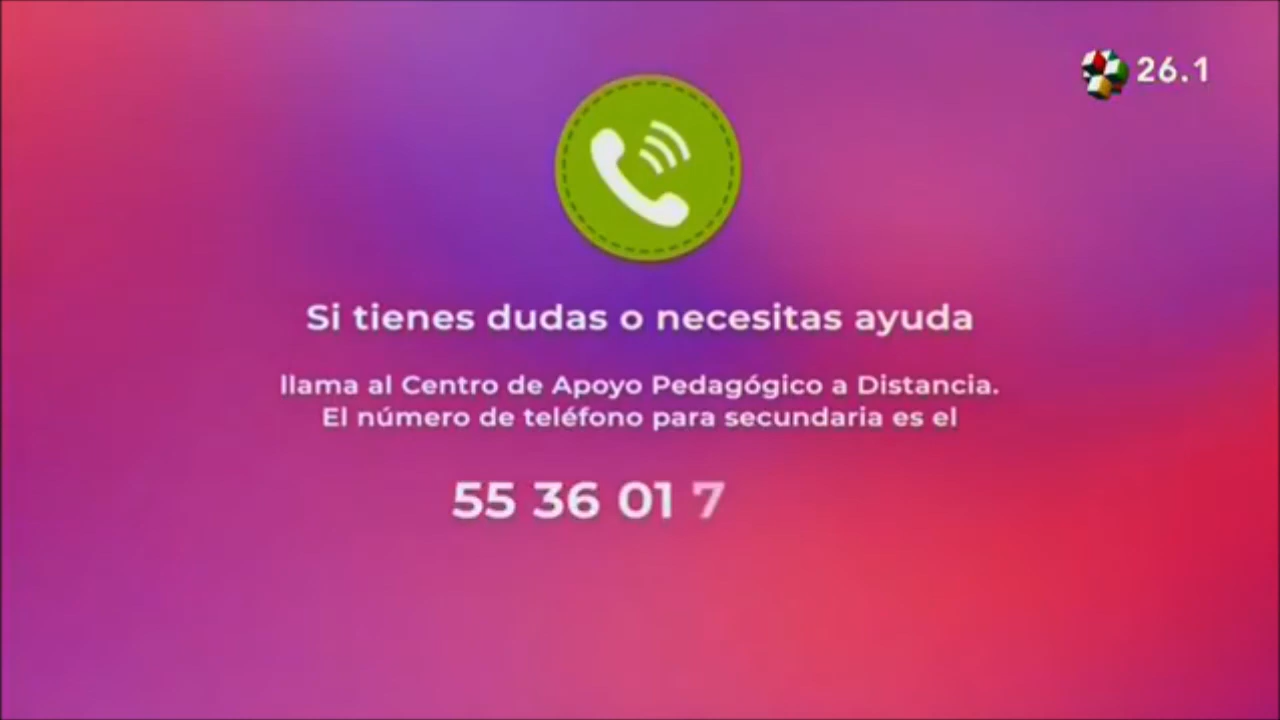 26.1
Si tienes dudas o necesitas ayuda
llama al Centro de Apoyo Pedagógico a Distancia.
El número de teléfono para secundaria es el
55 36 01 7